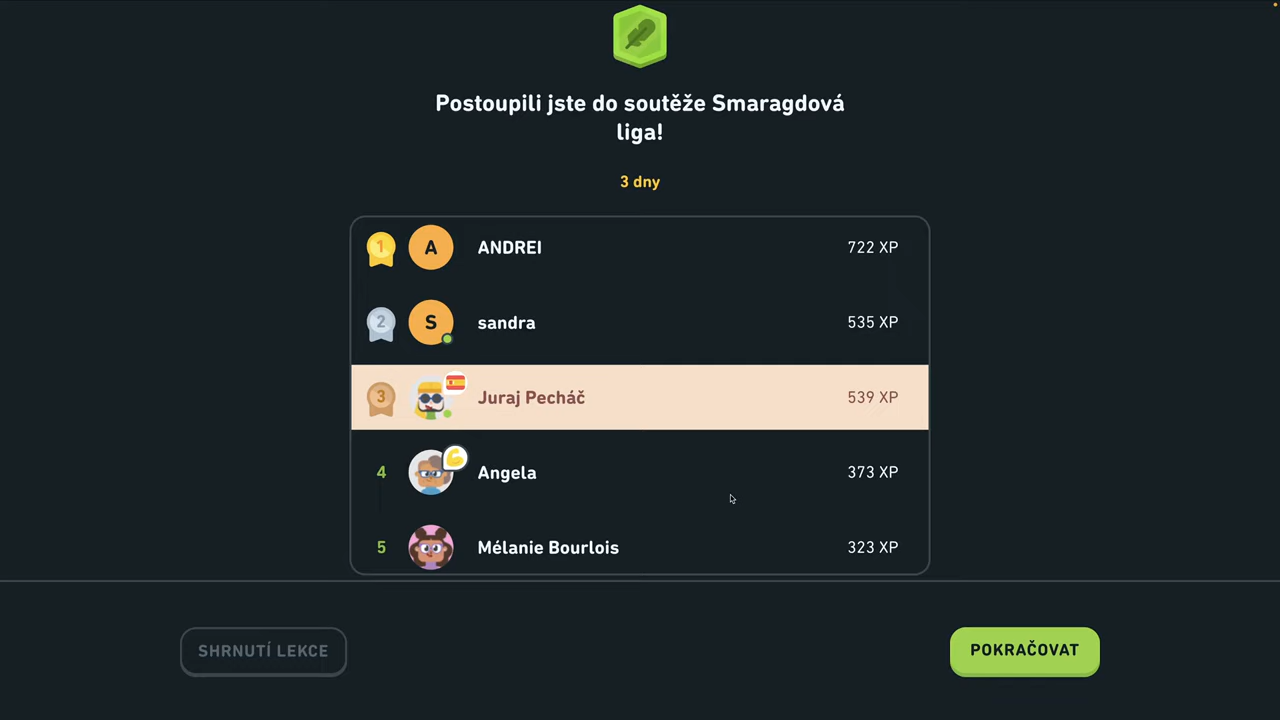 Postoupili jste do soutěže Smaragdová
liga!
3 dny
1 A ANDREI 722 XP
2 S sandra 535 XP
3 Juraj Pecháč 539 XP
4 Angela 373 XP
5 Mélanie Bourlois 323 XP
SHRNUTÍ LEKCE POKRAČOVAT